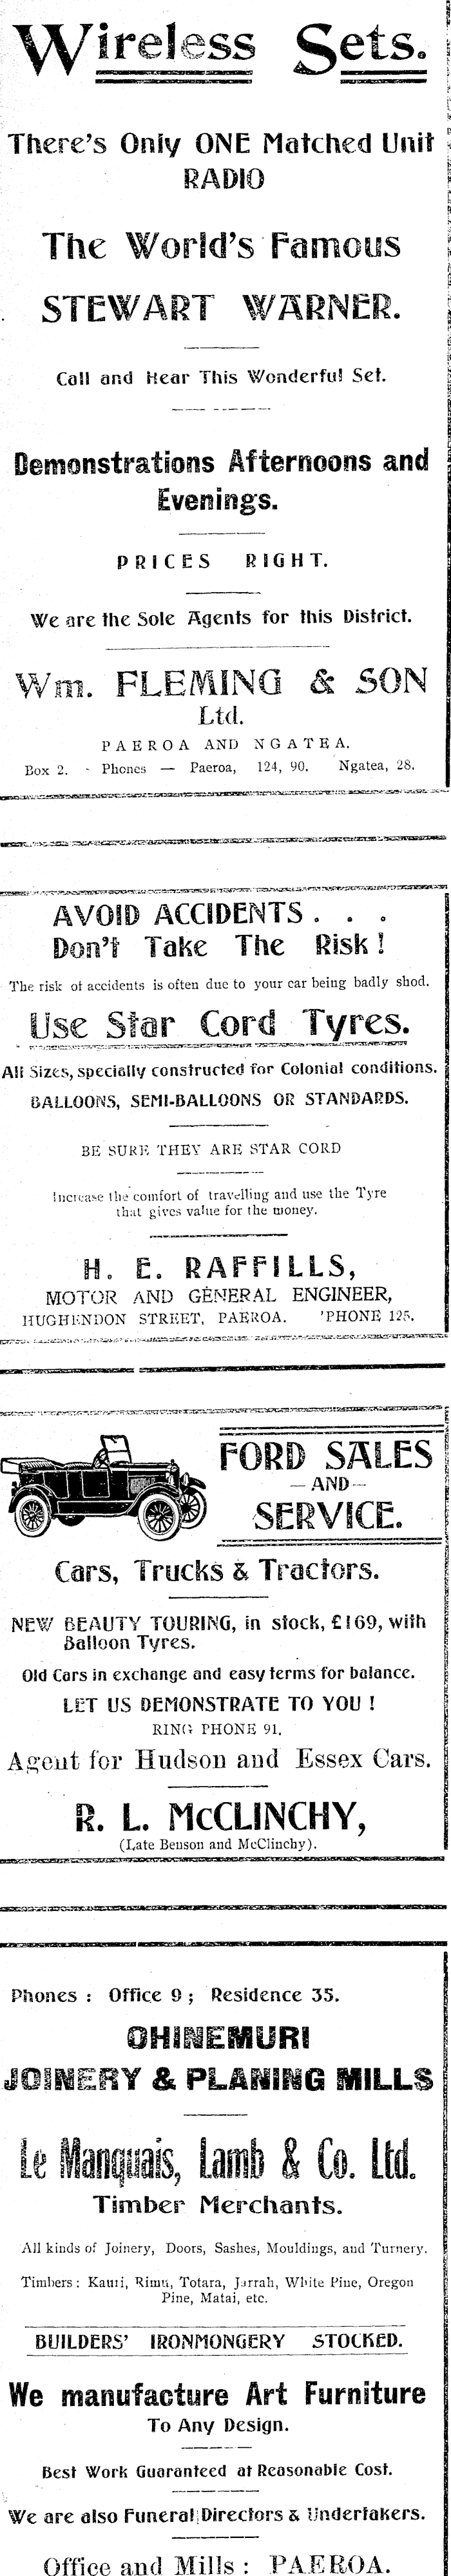 Wireless Sets.
There's Only ONE Matched Unit
RADIO
The World's Famous
STEWART WARNER.
Call and Hear This Wonderful Set.
Demonstrations Afternoons and
Evenings.
PRICES RIGHT.
We are the Sole Agents for this District.
Wm. FLEMING & SON
Ltd.
PAEROA AND NGATEA.
Box 2. - Phones — Paeroa, 124, 90. Ngatea, 28.
AVOID ACCIDENTS . . .
Don't Take The Risk!
The risk of accidents is often due to your car being badly shod.
Use Star Cord Tyres.
All Sizes, specially constructed for Colonial conditions.
BALLOONS, SEMI-BALLOONS OR STANDARDS.
BE SURE THEY ARE STAR CORD
Increase the comfort of travelling and use the Tyre
that gives value for the money.
H. E. RAFFILLS,
MOTOR AND GENERAL ENGINEER,
HUGHENDON STREET, PAEROA. 'PHONE 125.
FORD SALES
—AND—
SERVICE.
Cars, Trucks & Tractors.
NEW BEAUTY TOURING, in stock, £169, with
Balloon Tyres.
Old Cars in exchange and easy terms for balance.
LET US DEMONSTRATE TO YOU !
RING PHONE 91.
Agent for Hudson and Essex Cars.
R. L. McCLINCHY,
(Late Benson and McClinchy).
Phones : Office 9 ; Residence 35.
OHINEMURI
JOINERY & PLANING MILLS
Le Manquais, Lamb & Co. Ltd.
Timber Merchants.
All kinds of Joinery, Doors, Sashes, Mouldings, and Turnery.
Timbers : Kauri, Rimu, Totara, Jarrah, White Pine, Oregon
Pine, Matai, etc.
BUILDERS' IRONMONGERY STOCKED.
We manufacture Art Furniture
To Any Design.
Best Work Guaranteed at Reasonable Cost.
We are also Funeral Directors & Undertakers.
Office and Mills : PAEROA.